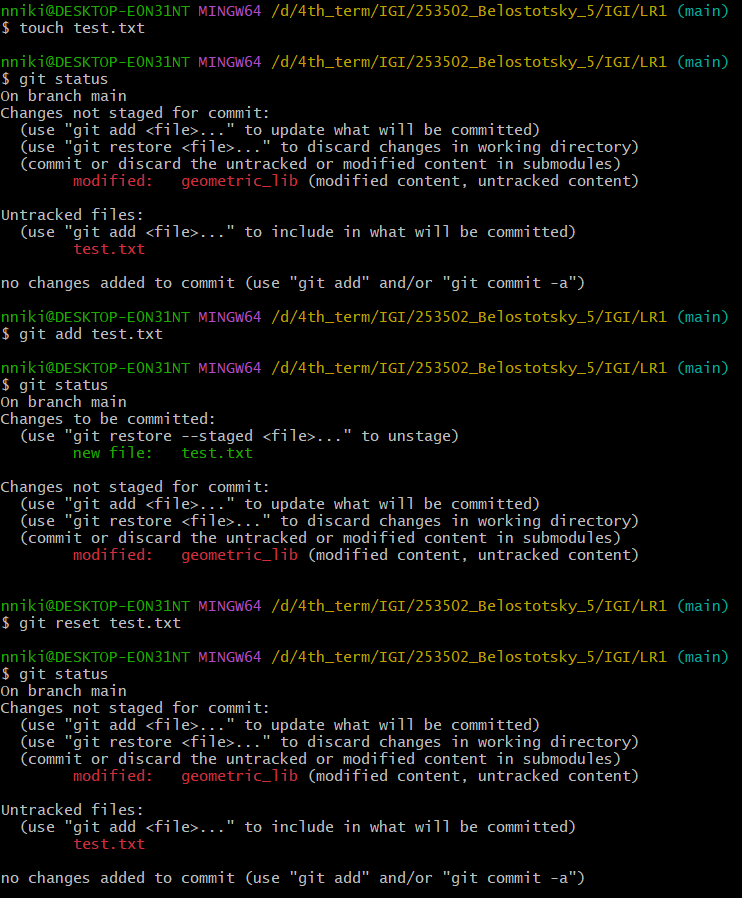 nniki@DESKTOP-E0N31NT MINGW64 /d/4th_term/IGI/253502_Belostotsky_5/IGI/LR1 (main)
$ touch test.txt

nniki@DESKTOP-E0N31NT MINGW64 /d/4th_term/IGI/253502_Belostotsky_5/IGI/LR1 (main)
$ git status
On branch main
Changes not staged for commit:
  (use "git add <file>..." to update what will be committed)
  (use "git restore <file>..." to discard changes in working directory)
  (commit or discard the untracked or modified content in submodules)
        modified:   geometric_lib (modified content, untracked content)

Untracked files:
  (use "git add <file>..." to include in what will be committed)
        test.txt

no changes added to commit (use "git add" and/or "git commit -a")

nniki@DESKTOP-E0N31NT MINGW64 /d/4th_term/IGI/253502_Belostotsky_5/IGI/LR1 (main)
$ git add test.txt

nniki@DESKTOP-E0N31NT MINGW64 /d/4th_term/IGI/253502_Belostotsky_5/IGI/LR1 (main)
$ git status
On branch main
Changes to be committed:
  (use "git restore --staged <file>..." to unstage)
        new file:   test.txt

Changes not staged for commit:
  (use "git add <file>..." to update what will be committed)
  (use "git restore <file>..." to discard changes in working directory)
  (commit or discard the untracked or modified content in submodules)
        modified:   geometric_lib (modified content, untracked content)


nniki@DESKTOP-E0N31NT MINGW64 /d/4th_term/IGI/253502_Belostotsky_5/IGI/LR1 (main)
$ git reset test.txt

nniki@DESKTOP-E0N31NT MINGW64 /d/4th_term/IGI/253502_Belostotsky_5/IGI/LR1 (main)
$ git status
On branch main
Changes not staged for commit:
  (use "git add <file>..." to update what will be committed)
  (use "git restore <file>..." to discard changes in working directory)
  (commit or discard the untracked or modified content in submodules)
        modified:   geometric_lib (modified content, untracked content)

Untracked files:
  (use "git add <file>..." to include in what will be committed)
        test.txt

no changes added to commit (use "git add" and/or "git commit -a")